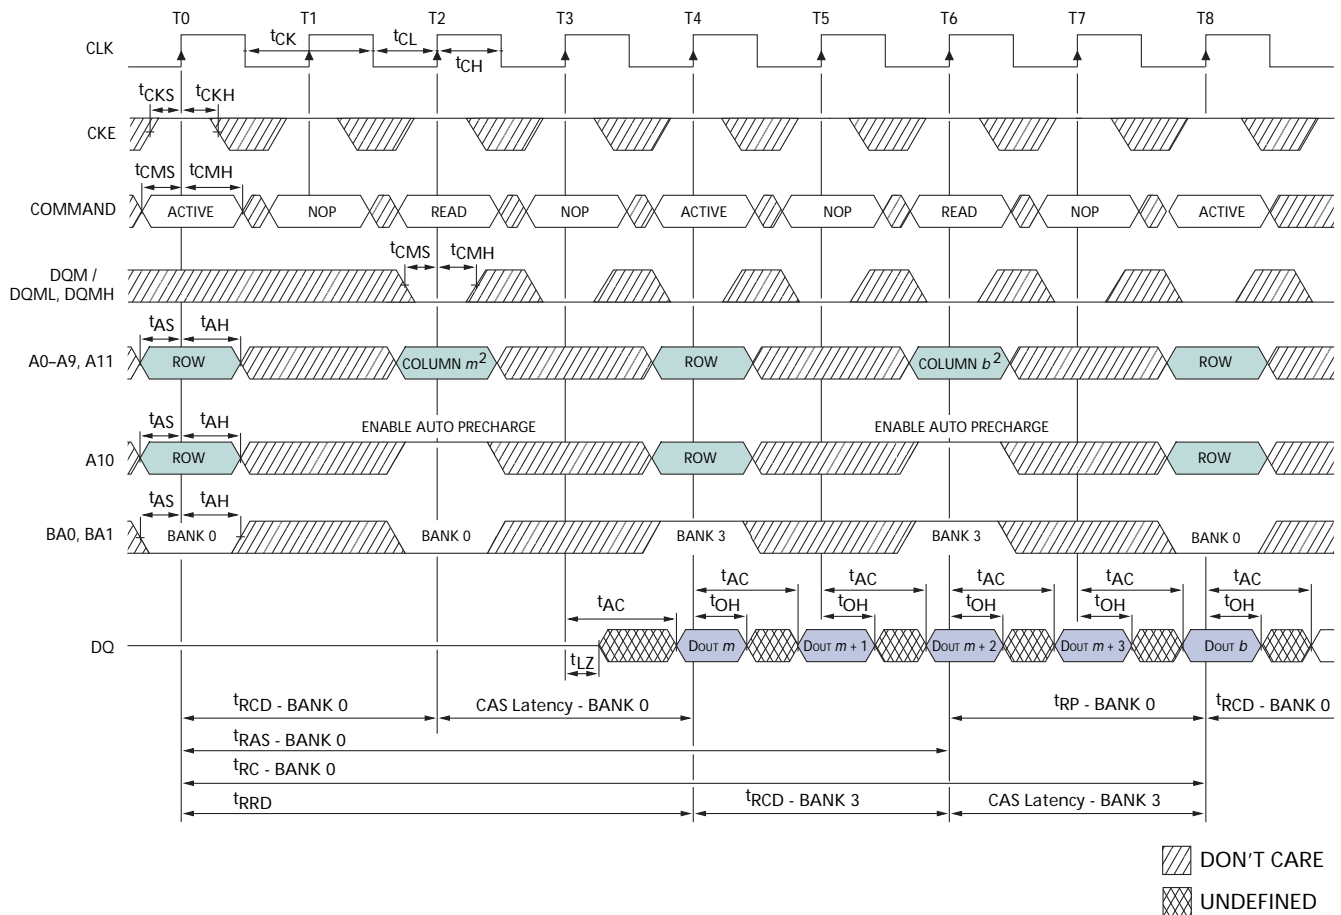 T0 T1 T2 T3 T4 T5 T6 T7 T8
CLK tCK tCL tCH
tCKS tCKH
CKE
tCMS tCMH
COMMAND ACTIVE NOP READ NOP ACTIVE NOP READ NOP ACTIVE
tCMS tCMH
DQM /
DQML, DQMH
tAS tAH
A0–A9, A11 ROW COLUMN m2 ROW COLUMN b2 ROW
tAS tAH ENABLE AUTO PRECHARGE ENABLE AUTO PRECHARGE
A10 ROW ROW ROW
tAS tAH
BA0, BA1 BANK 0 BANK 0 BANK 3 BANK 3 BANK 0
tAC tAC tAC tAC tAC tAC
tOH tOH tOH tOH tOH
DQ DOUT m DOUT m + 1 DOUT m + 2 DOUT m + 3 DOUT b
tLZ
tRCD - BANK 0 CAS Latency - BANK 0 tRP - BANK 0 tRCD - BANK 0
tRAS - BANK 0
tRC - BANK 0
tRRD tRCD - BANK 3 CAS Latency - BANK 3
DON'T CARE
UNDEFINED